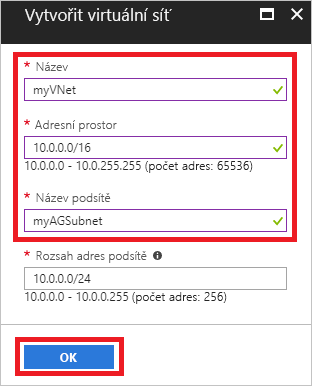 Vytvořit virtuální síť
* Název
myVNet
* Adresní prostor
10.0.0.0/16
10.0.0.0 - 10.0.255.255 (počet adres: 65536)
* Název podsítě
myAGSubnet
* Rozsah adres podsítě
10.0.0.0/24
10.0.0.0 - 10.0.0.255 (počet adres: 256)
OK